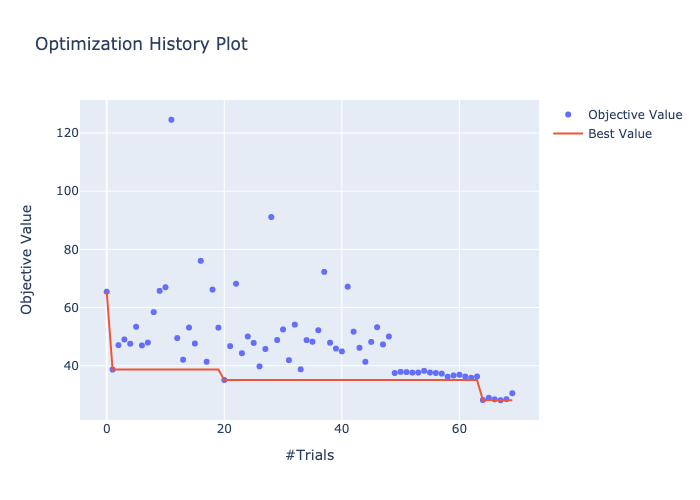 Optimization History Plot
Objective Value
Best Value
120
100
80
60
40
0
20
40
60
Objective Value
#Trials